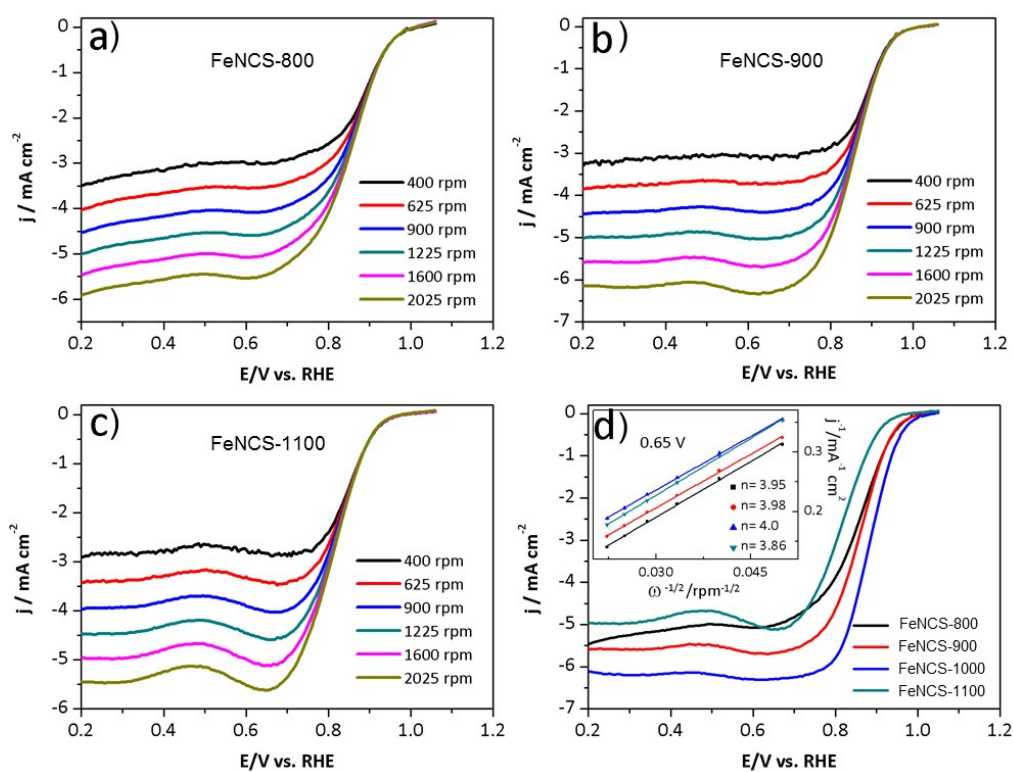 a)
FeNCS-800
j / mA cm-2
0
-1
-2
-3
-4
-5
-6
400 rpm
625 rpm
900 rpm
1225 rpm
1600 rpm
2025 rpm
0.2 0.4 0.6 0.8 1.0 1.2
E/V vs. RHE
b)
FeNCS-900
j / mA cm-2
0
-1
-2
-3
-4
-5
-6
-7
400 rpm
625 rpm
900 rpm
1225 rpm
1600 rpm
2025 rpm
0.2 0.4 0.6 0.8 1.0 1.2
E/V vs. RHE
c)
FeNCS-1100
j / mA cm-2
0
-1
-2
-3
-4
-5
-6
400 rpm
625 rpm
900 rpm
1225 rpm
1600 rpm
2025 rpm
0.2 0.4 0.6 0.8 1.0 1.2
E/V vs. RHE
d)
j / mA cm-2
0
-1
-2
-3
-4
-5
-6
-7
0.65 V
n= 3.95
n= 3.98
n= 4.0
n= 3.86
0.3
0.2
j-1/mA-1 cm2
0.030 0.045
ω -1/2/rpm-1/2
FeNCS-800
FeNCS-900
FeNCS-1000
FeNCS-1100
0.2 0.4 0.6 0.8 1.0 1.2
E/V vs. RHE